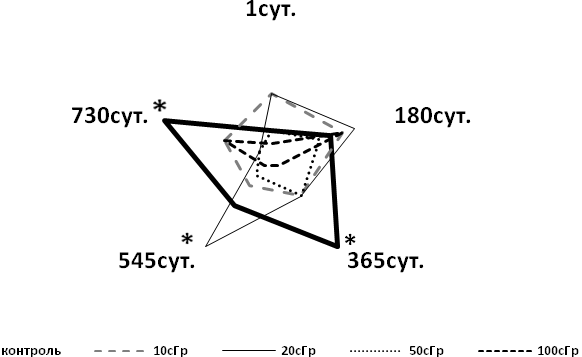 1сут.
730сут. *
180сут.
545сут. *
365сут. *
контроль 10сГр 20сГр 50сГр 100сГр